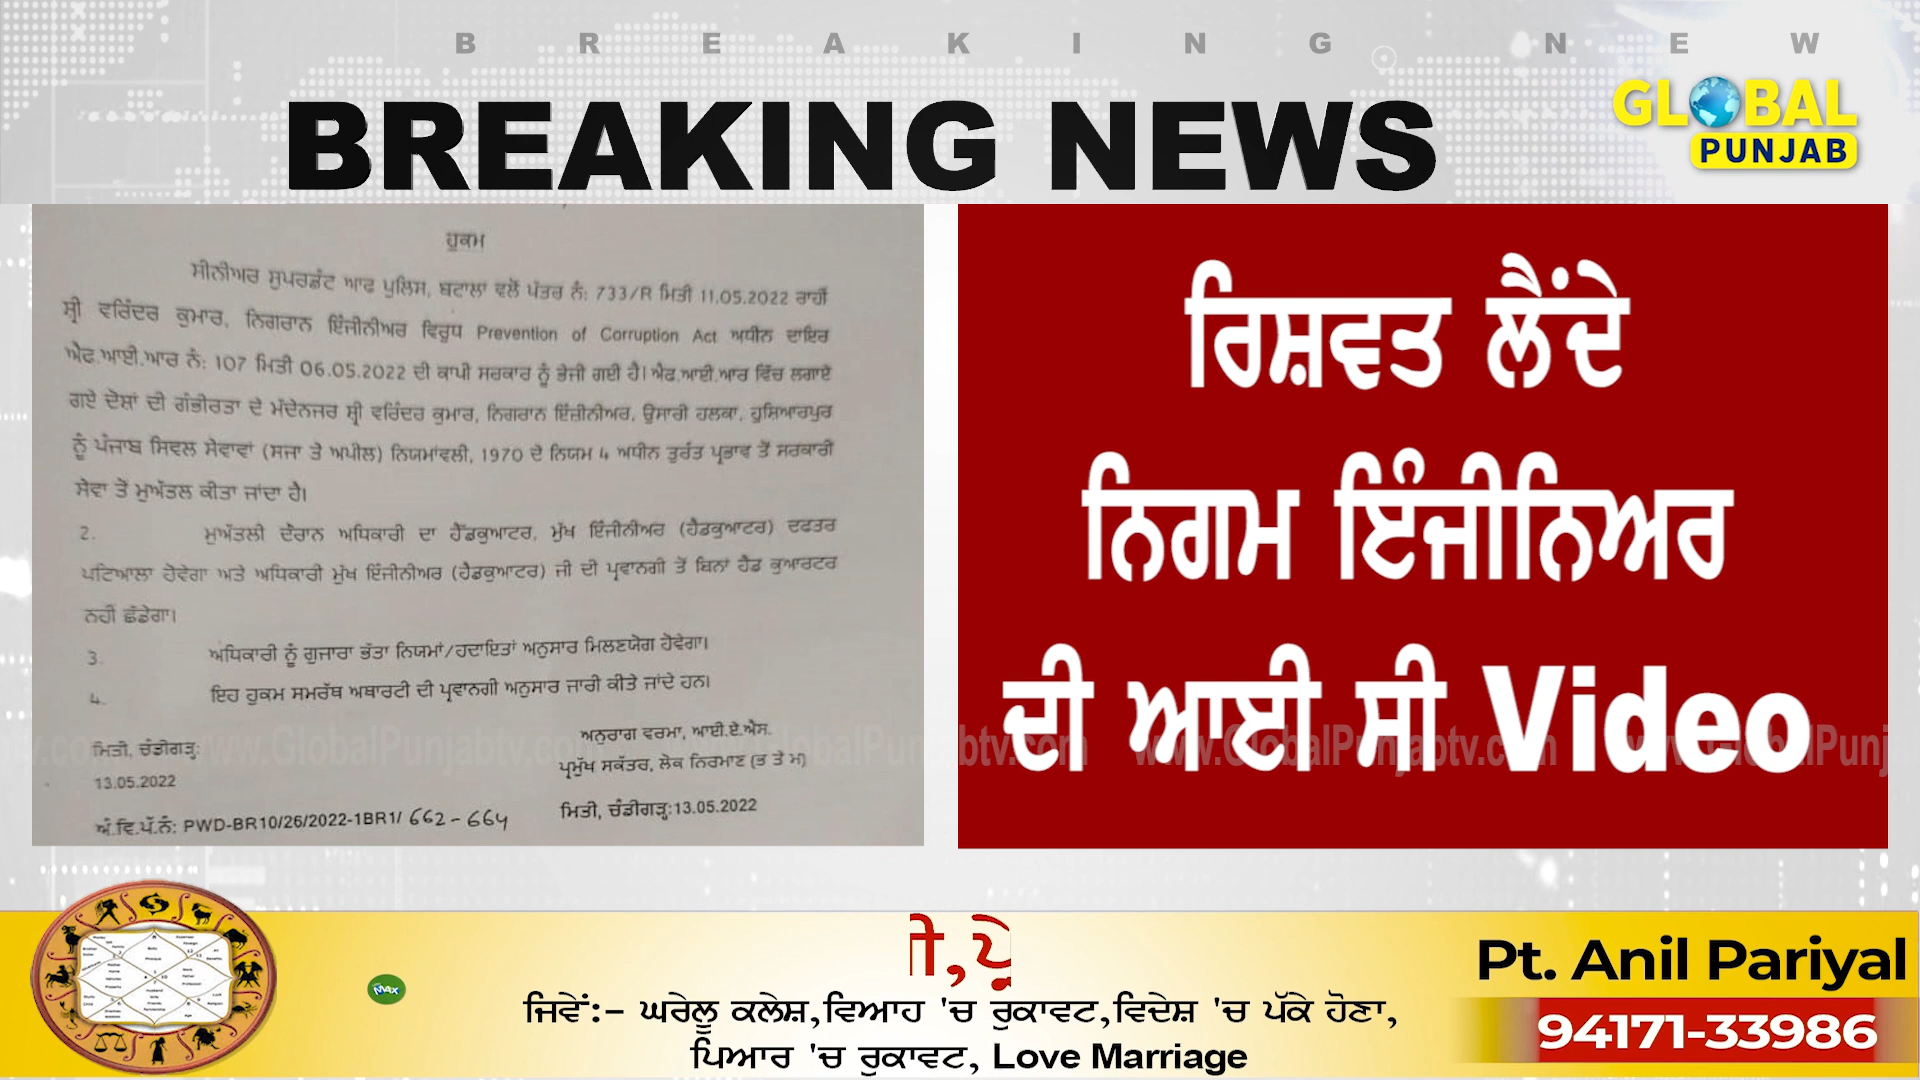 B R E A K I N G N E W
BREAKING NEWS
GLOBAL
PUNJAB
ਹੁਕਮ
ਸੀਨੀਅਰ ਸੁਪਰਡੰਟ ਆਫ ਪੁਲਿਸ, ਬਟਾਲਾ ਵਲੋਂ ਪੱਤਰ ਨੰ: 733/R ਮਿਤੀ 11.05.2022 ਰਾਹੀਂ
ਸ਼੍ਰੀ ਵਰਿੰਦਰ ਕੁਮਾਰ, ਨਿਗਰਾਨ ਇੰਜੀਨੀਅਰ ਵਿਰੁਧ Prevention of Corruption Act ਅਧੀਨ ਦਾਇਰ
ਐਫ.ਆਈ.ਆਰ ਨੰ: 107 ਮਿਤੀ 06.05.2022 ਦੀ ਕਾਪੀ ਸਰਕਾਰ ਨੂੰ ਭੇਜੀ ਗਈ ਹੈ। ਐਫ.ਆਈ.ਆਰ ਵਿੱਚ ਲਗਾਏ
ਗਏ ਦੋਸ਼ਾਂ ਦੀ ਗੰਭੀਰਤਾ ਦੇ ਮੱਦੇਨਜਰ ਸ਼੍ਰੀ ਵਰਿੰਦਰ ਕੁਮਾਰ, ਨਿਗਰਾਨ ਇੰਜੀਨੀਅਰ, ਉਸਾਰੀ ਹਲਕਾ, ਹੁਸਿਆਰਪੁਰ
ਨੂੰ ਪੰਜਾਬ ਸਿਵਲ ਸੇਵਾਵਾਂ (ਸਜਾ ਤੇ ਅਪੀਲ) ਨਿਯਮਾਂਵਲੀ, 1970 ਦੇ ਨਿਯਮ 4 ਅਧੀਨ ਤੁਰੰਤ ਪ੍ਰਭਾਵ ਤੋਂ ਸਰਕਾਰੀ
ਸੇਵਾ ਤੋਂ ਮੁਅੱਤਲ ਕੀਤਾ ਜਾਂਦਾ ਹੈ।
2. ਮੁਅੱਤਲੀ ਦੌਰਾਨ ਅਧਿਕਾਰੀ ਦਾ ਹੈਂਡਕੁਆਟਰ, ਮੁੱਖ ਇੰਜੀਨੀਅਰ (ਹੈਡਕੁਆਟਰ) ਦਫਤਰ
ਪਟਿਆਲਾ ਹੋਵੇਗਾ ਅਤੇ ਅਧਿਕਾਰੀ ਮੁੱਖ ਇੰਜੀਨੀਅਰ (ਹੈਡਕੁਆਟਰ) ਜੀ ਦੀ ਪ੍ਰਵਾਨਗੀ ਤੋਂ ਬਿਨਾਂ ਹੈਡ ਕੁਆਰਟਰ
ਨਹੀਂ ਛੱਡੇਗਾ।
3. ਅਧਿਕਾਰੀ ਨੂੰ ਗੁਜਾਰਾ ਭੱਤਾ ਨਿਯਮਾਂ/ਹਦਾਇਤਾਂ ਅਨੁਸਾਰ ਮਿਲਣਯੋਗ ਹੋਵੇਗਾ।
4. ਇਹ ਹੁਕਮ ਸਮਰੱਥ ਅਥਾਰਟੀ ਦੀ ਪ੍ਰਵਾਨਗੀ ਅਨੁਸਾਰ ਜਾਰੀ ਕੀਤੇ ਜਾਂਦੇ ਹਨ।
ਮਿਤੀ, ਚੰਡੀਗੜ੍ਹ:
13.05.2022
ਅਨੁਰਾਗ ਵਰਮਾ, ਆਈ.ਏ.ਐਸ.
ਪ੍ਰਮੁੱਖ ਸਕੱਤਰ, ਲੋਕ ਨਿਰਮਾਣ (ਭ ਤੇ ਮ)
ਅੰ.ਵਿ.ਪੱ.ਨੰ: PWD-BR10/26/2022-1BR1/ 662-664
ਮਿਤੀ, ਚੰਡੀਗੜ੍ਹ:13.05.2022
ਰਿਸ਼ਵਤ ਲੈਂਦੇ
ਨਿਗਮ ਇੰਜੀਨਿਅਰ
ਦੀ ਆਈ ਸੀ Video
www.GlobalPunjabtv.com
www.GlobalPunjabtv.com
MAX
ੀ,ਪ੍ਰੇ
ਜਿਵੇਂ:– ਘਰੇਲੂ ਕਲੇਸ਼,ਵਿਆਹ 'ਚ ਰੁਕਾਵਟ,ਵਿਦੇਸ਼ 'ਚ ਪੱਕੇ ਹੋਣਾ,
ਪਿਆਰ 'ਚ ਰੁਕਾਵਟ, Love Marriage
Pt. Anil Pariyal
94171-33986